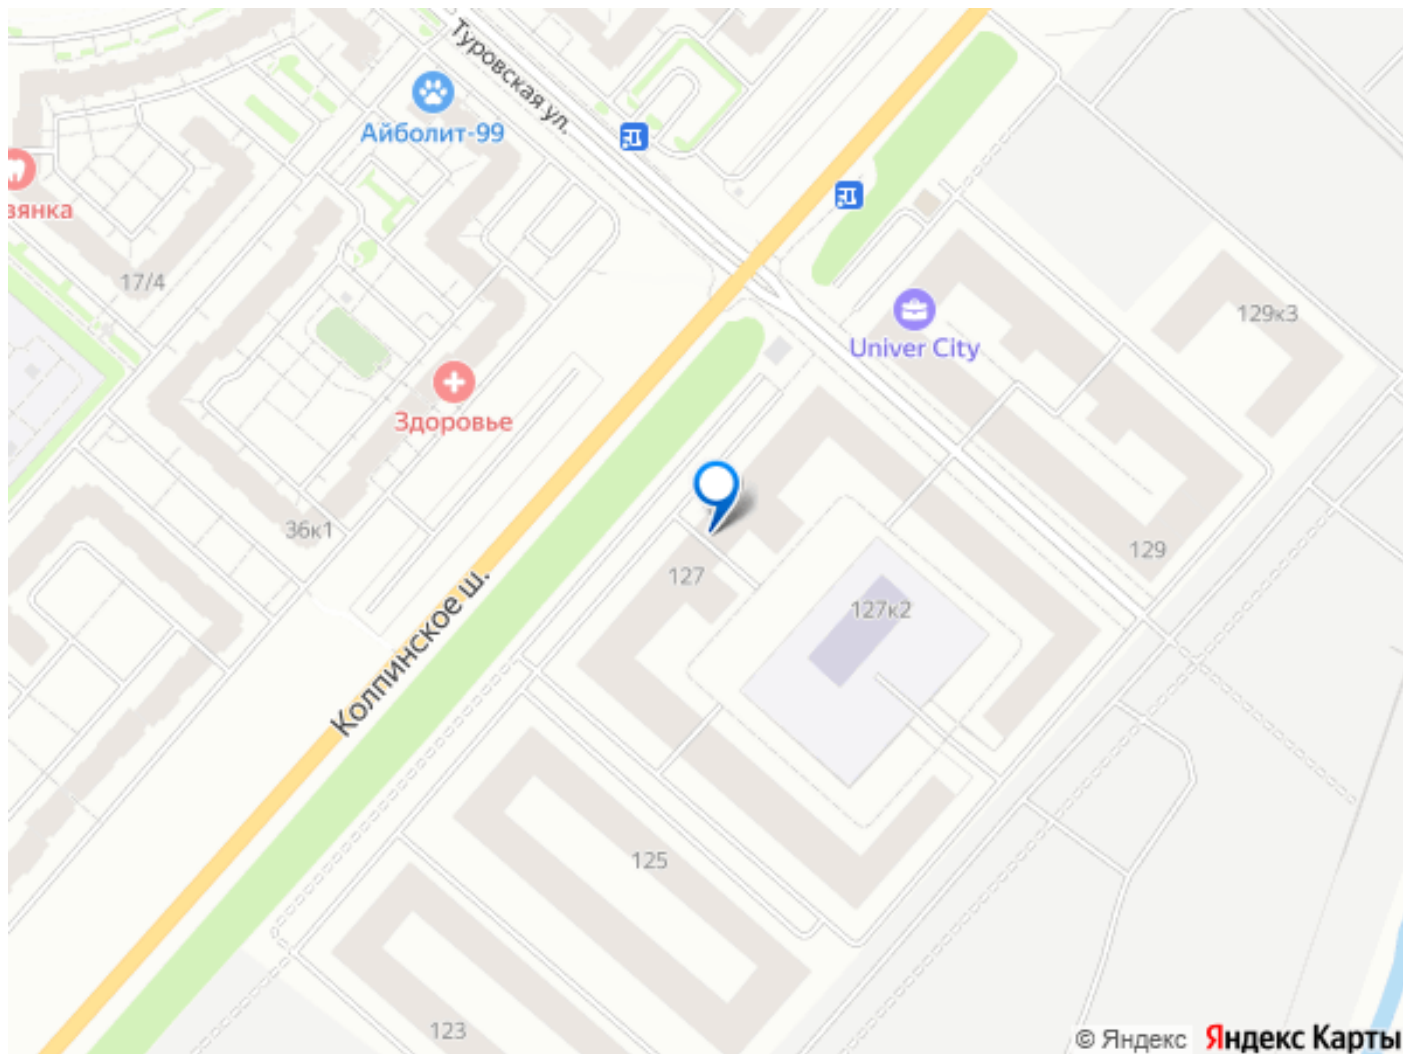 Туровская ул.
Айболит-99
зянка
17/4
129к3
Univer City
Здоровье
36к1
129
127
127к2
Колпинское ш.
125
123
© Яндекс Яндекс Карты